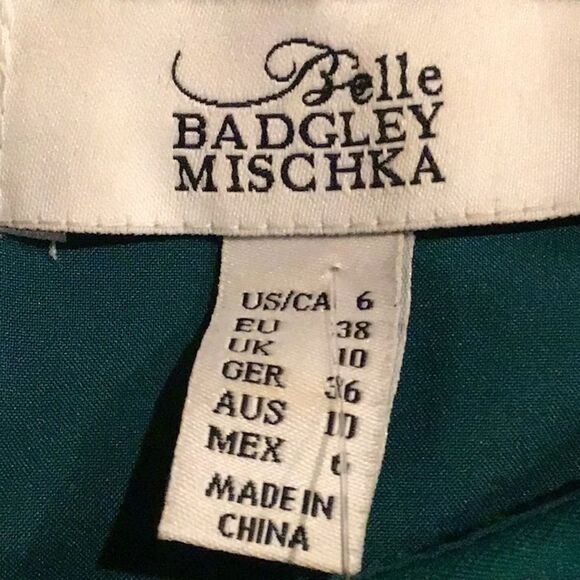 Belle
BADGLEY
MISCHKA
US/CA 6
EU 38
UK 10
GER 36
AUS 10
MEX 6
MADE IN
CHINA